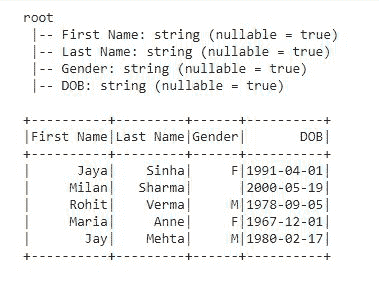 root
 |-- First Name: string (nullable = true)
 |-- Last Name: string (nullable = true)
 |-- Gender: string (nullable = true)
 |-- DOB: string (nullable = true)

+----------+---------+------+----------+
|First Name|Last Name|Gender|       DOB|
+----------+---------+------+----------+
|      Jaya|    Sinha|     F|1991-04-01|
|     Milan|   Sharma|      |2000-05-19|
|     Rohit|    Verma|     M|1978-09-05|
|     Maria|     Anne|     F|1967-12-01|
|       Jay|    Mehta|     M|1980-02-17|
+----------+---------+------+----------+